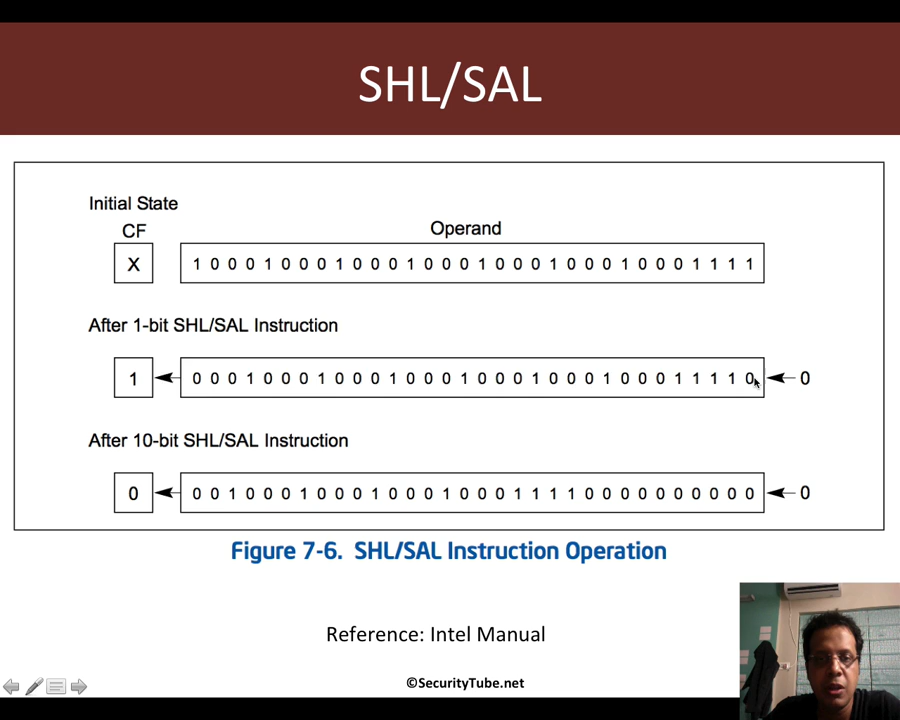 SHL/SAL
Initial State
CF
Operand
X
1 0 0 0 1 0 0 0 1 0 0 0 1 0 0 0 1 0 0 0 1 0 0 0 1 0 0 0 1 1 1 1
After 1-bit SHL/SAL Instruction
1
0 0 0 1 0 0 0 1 0 0 0 1 0 0 0 1 0 0 0 1 0 0 0 1 0 0 0 1 1 1 1 0
0
After 10-bit SHL/SAL Instruction
0
0 0 1 0 0 0 1 0 0 0 1 0 0 0 1 0 0 0 1 1 1 1 0 0 0 0 0 0 0 0 0 0
0
Figure 7-6. SHL/SAL Instruction Operation
Reference: Intel Manual
©SecurityTube.net